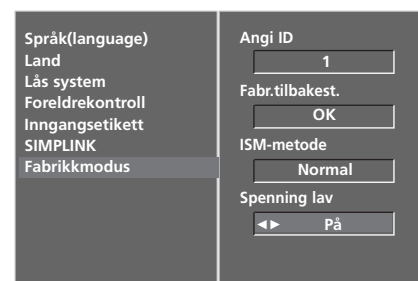 Språk(language)
Land
Lås system
Foreldrekontroll
Inngangsetikett
SIMPLINK
Fabrikkmodus
Angi ID
1
Fabr.tilbakest.
OK
ISM-metode
Normal
Spenning lav
◄► På